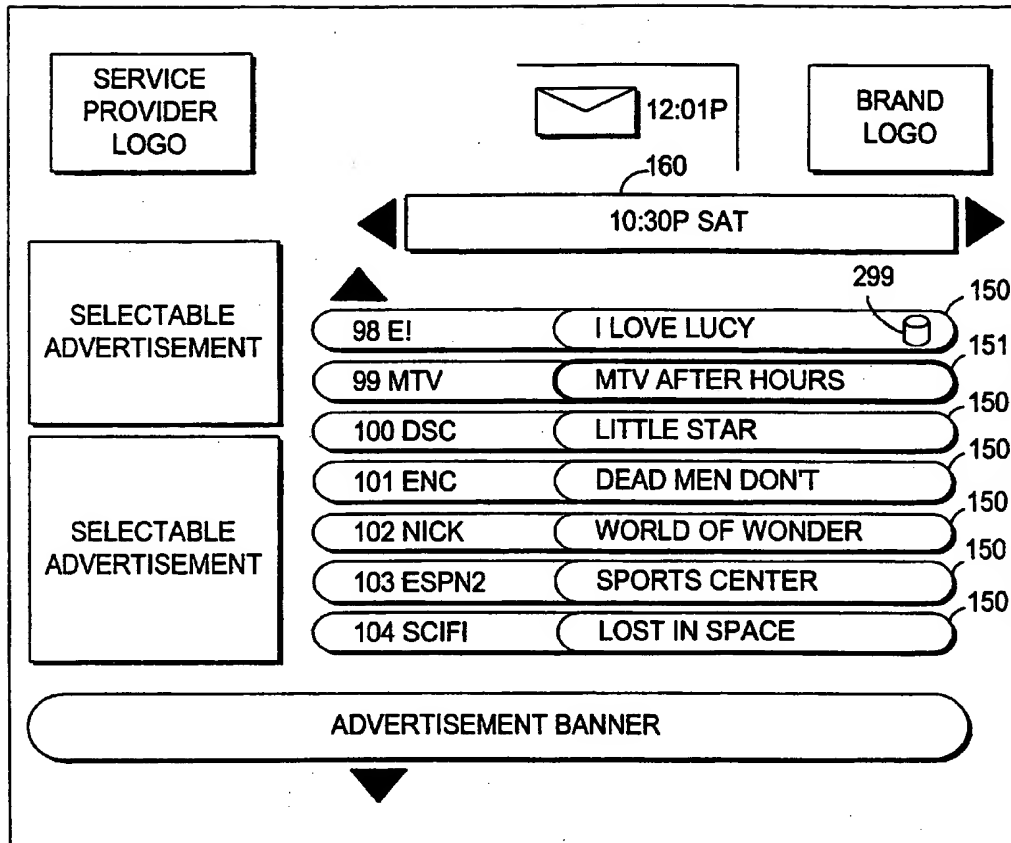 SERVICE
PROVIDER
LOGO
12:01P
BRAND
LOGO
160
10:30P SAT
299
SELECTABLE
ADVERTISEMENT
98 E! I LOVE LUCY 150
99 MTV MTV AFTER HOURS 151
100 DSC LITTLE STAR 150
101 ENC DEAD MEN DON'T 150
SELECTABLE
ADVERTISEMENT
102 NICK WORLD OF WONDER 150
103 ESPN2 SPORTS CENTER 150
104 SCIFI LOST IN SPACE 150
ADVERTISEMENT BANNER